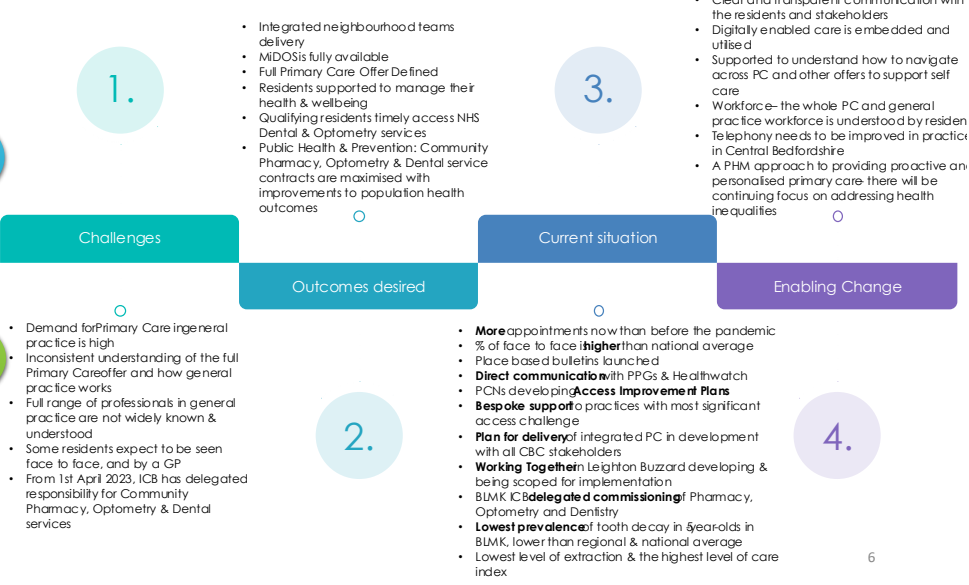 1.
Challenges
• Demand forPrimary Care ingeneral
practice is high
• Inconsistent understanding of the full
Primary Careoffer and how general
practice works
• Full range of professionals in general
practice are not widely known &
understood
• Some residents expect to be seen
face to face, and by a GP
• From 1st April 2023, ICB has delegated
responsibility for Community
Pharmacy, Optometry & Dental
services
• Integrated neighbourhood teams
delivery
• MiDOSis fully available
• Full Primary Care Offer Defined
• Residents supported to manage their
health & wellbeing
• Qualifying residents timely access NHS
Dental & Optometry services
• Public Health & Prevention: Community
Pharmacy, Optometry & Dental service
contracts are maximised with
improvements to population health
outcomes
Outcomes desired
2.
3.
Current situation
• More appointments now than before the pandemic
• % of face to face is higher than national average
• Place based bulletins launched
• Direct communication with PPGs & Healthwatch
• PCNs developing Access Improvement Plans
• Bespoke support to practices with most significant
access challenge
• Plan for delivery of integrated PC in development
with all CBC stakeholders
• Working Together in Leighton Buzzard developing &
being scoped for implementation
• BLMK ICB delegated commissioning of Pharmacy,
Optometry and Dentistry
• Lowest prevalence of tooth decay in 5year-olds in
BLMK, lower than regional & national average
• Lowest level of extraction & the highest level of care
index
• Clear and transparent communication with
the residents and stakeholders
• Digitally enabled care is embedded and
utilised
• Supported to understand how to navigate
across PC and other offers to support self
care
• Workforce– the whole PC and general
practice workforce is understood by residen
• Telephony needs to be improved in practice
in Central Bedfordshire
• A PHM approach to providing proactive and
personalised primary care- there will be
continuing focus on addressing health
inequalities
Enabling Change
4.
6